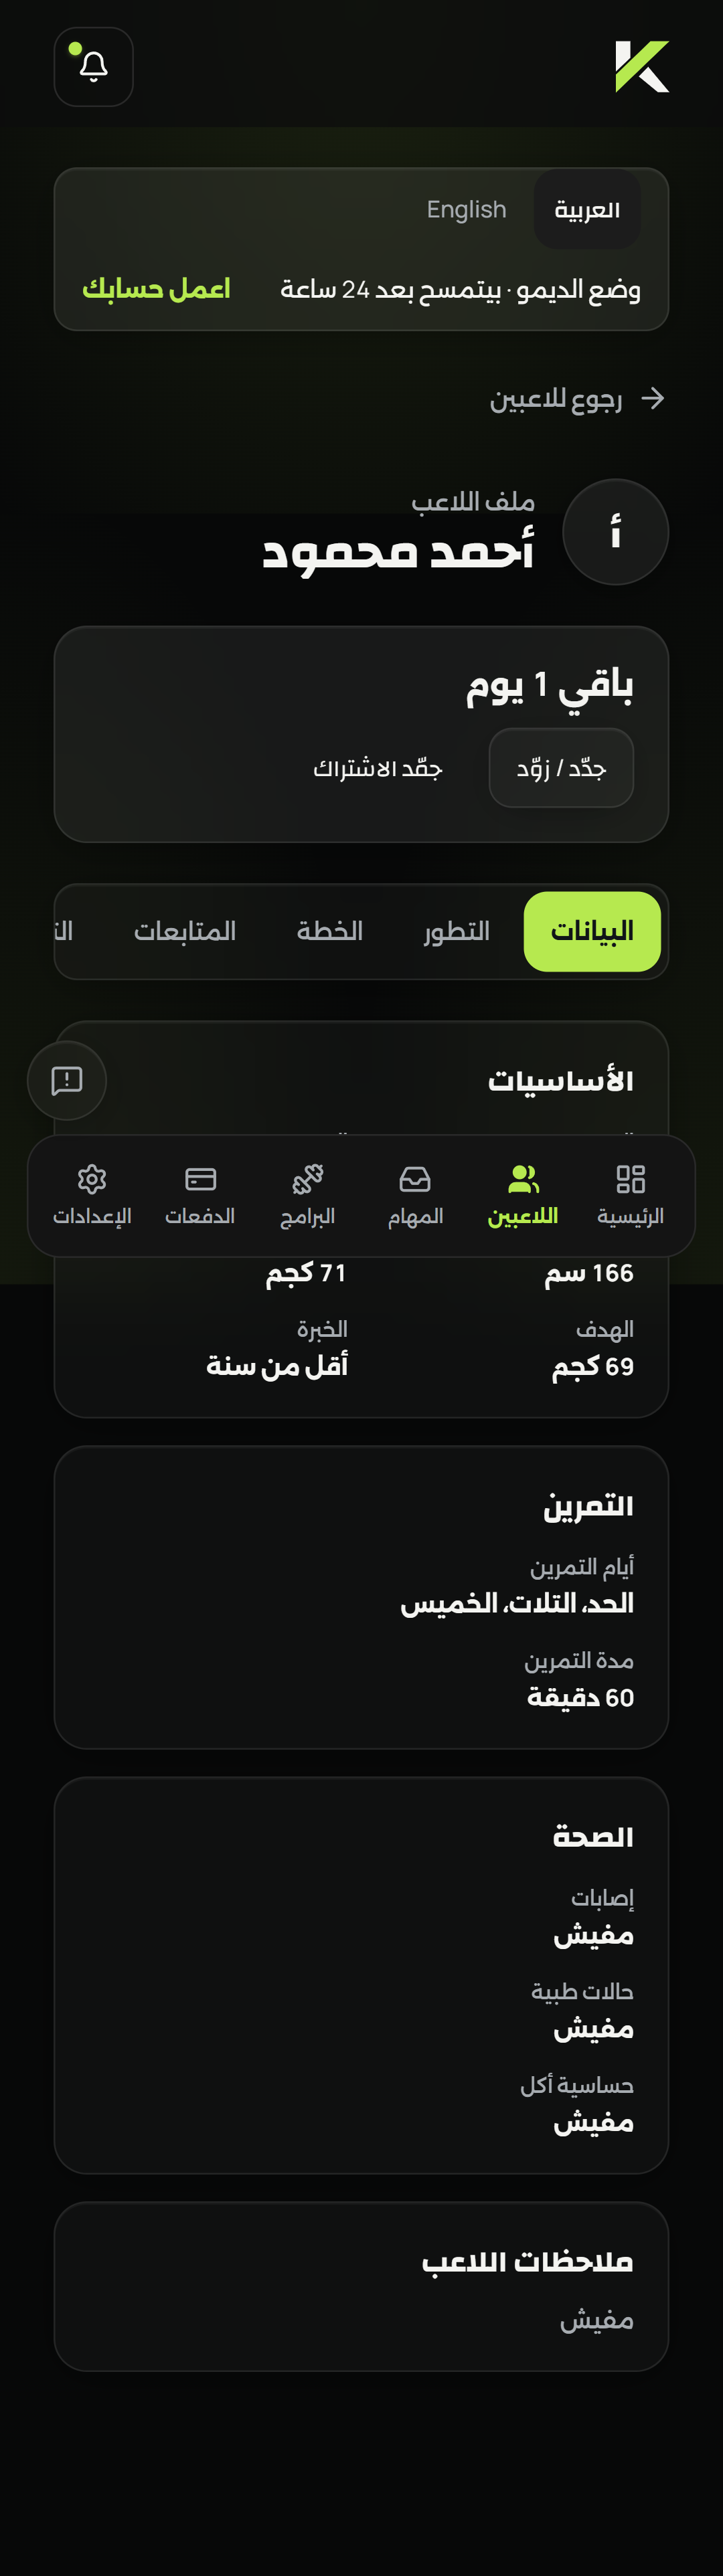 العربية English
وضع الديمو · بيتمسح بعد 24 ساعة اعمل حسابك
رجوع للاعبين
أ
ملف اللاعب
أحمد محمود
باقي 1 يوم
جدّد / زوّد جمّد الاشتراك
البيانات التطور الخطة المتابعات
الأساسيات
الرئيسية اللاعبين المهام البرامج الدفعات الإعدادات
166 سم 71 كجم
الهدف الخبرة
69 كجم أقل من سنة
التمرين
أيام التمرين
الحد، التلات، الخميس
مدة التمرين
60 دقيقة
الصحة
إصابات
مفيش
حالات طبية
مفيش
حساسية أكل
مفيش
ملاحظات اللاعب
مفيش